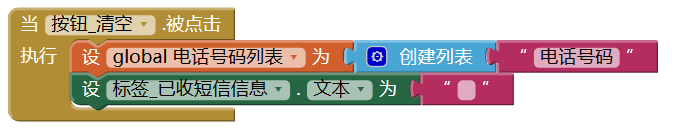 当 按钮_清空 .被点击
执行 设 global 电话号码列表 为 创建列表 “ 电话号码 ”
设 标签_已收短信信息 . 文本 为 “ ”